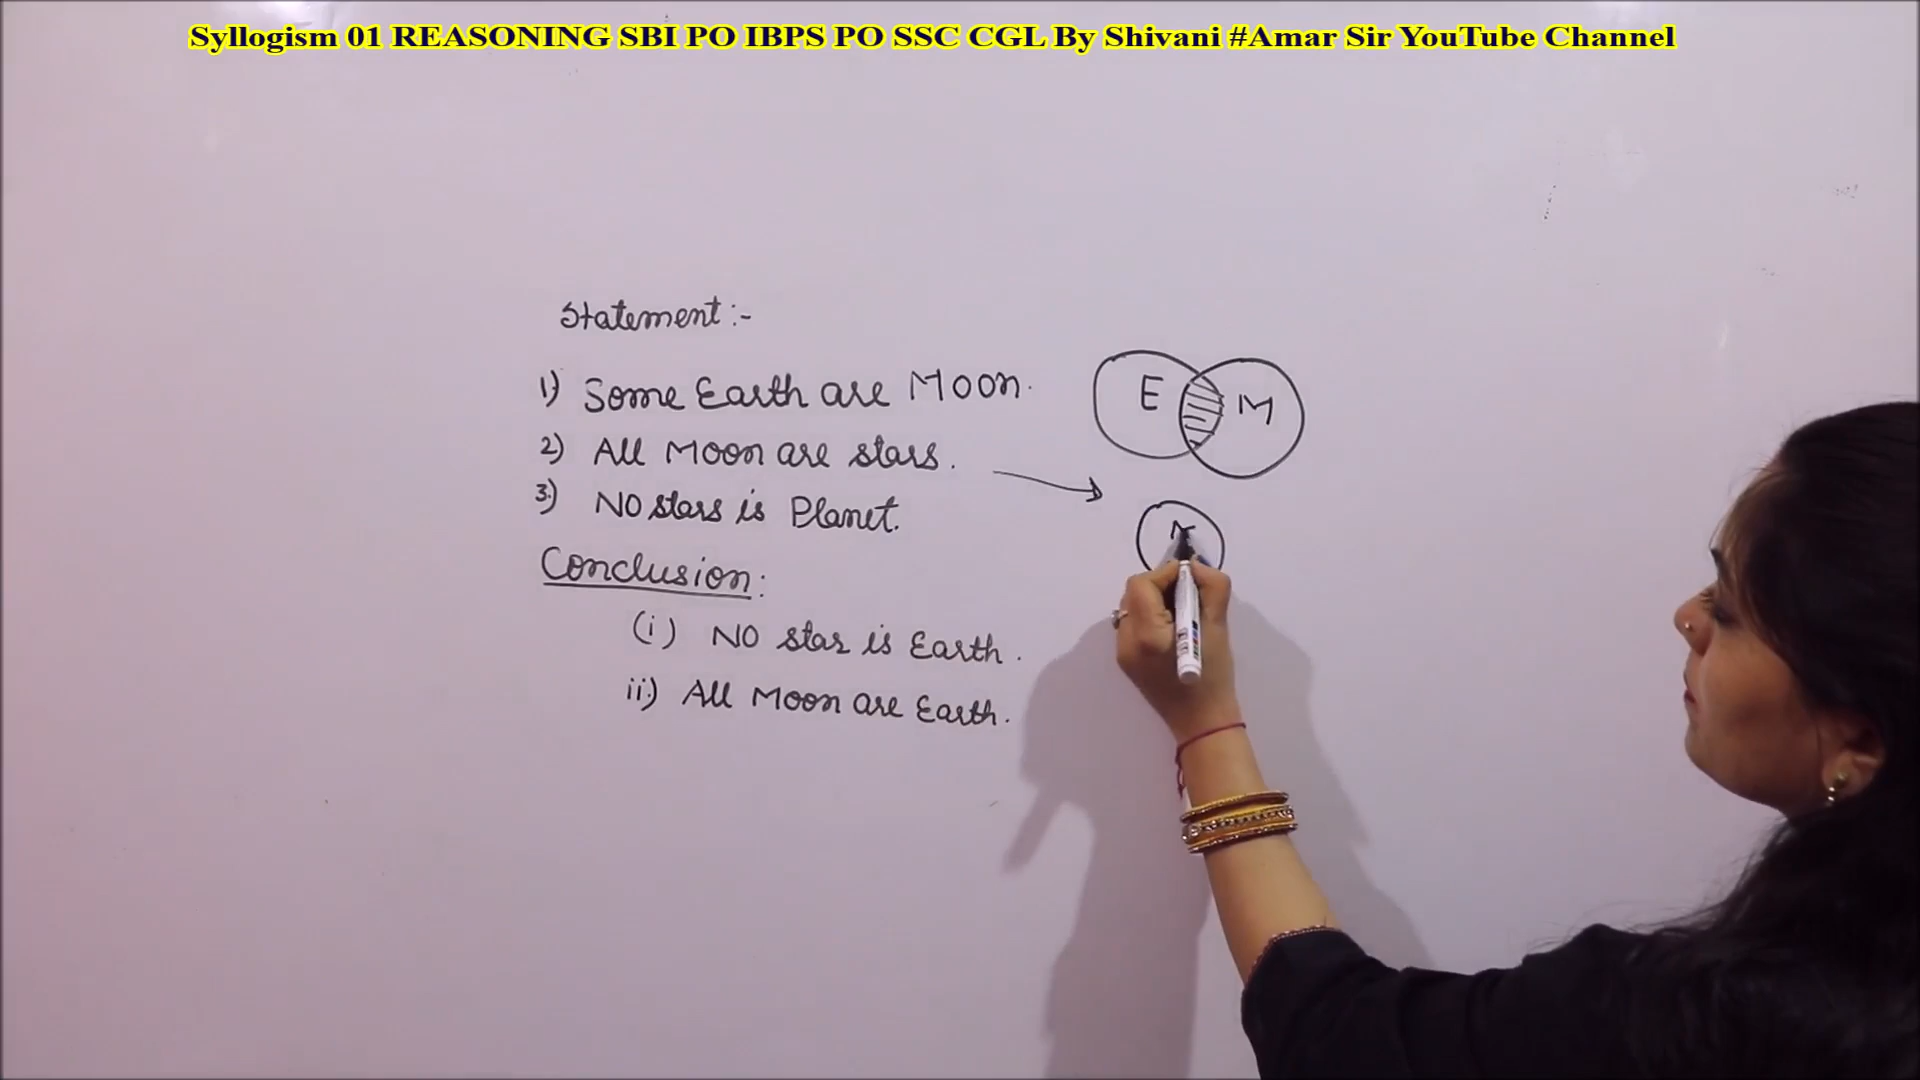 Syllogism 01 REASONING SBI PO IBPS PO SSC CGL By Shivani #Amar Sir YouTube Channel
Statement :-
1) Some Earth are Moon.
2) All Moon are stars.
3) NO stars is Planet.
Conclusion:
(i) NO star is Earth.
ii) All Moon are Earth.
E M
M